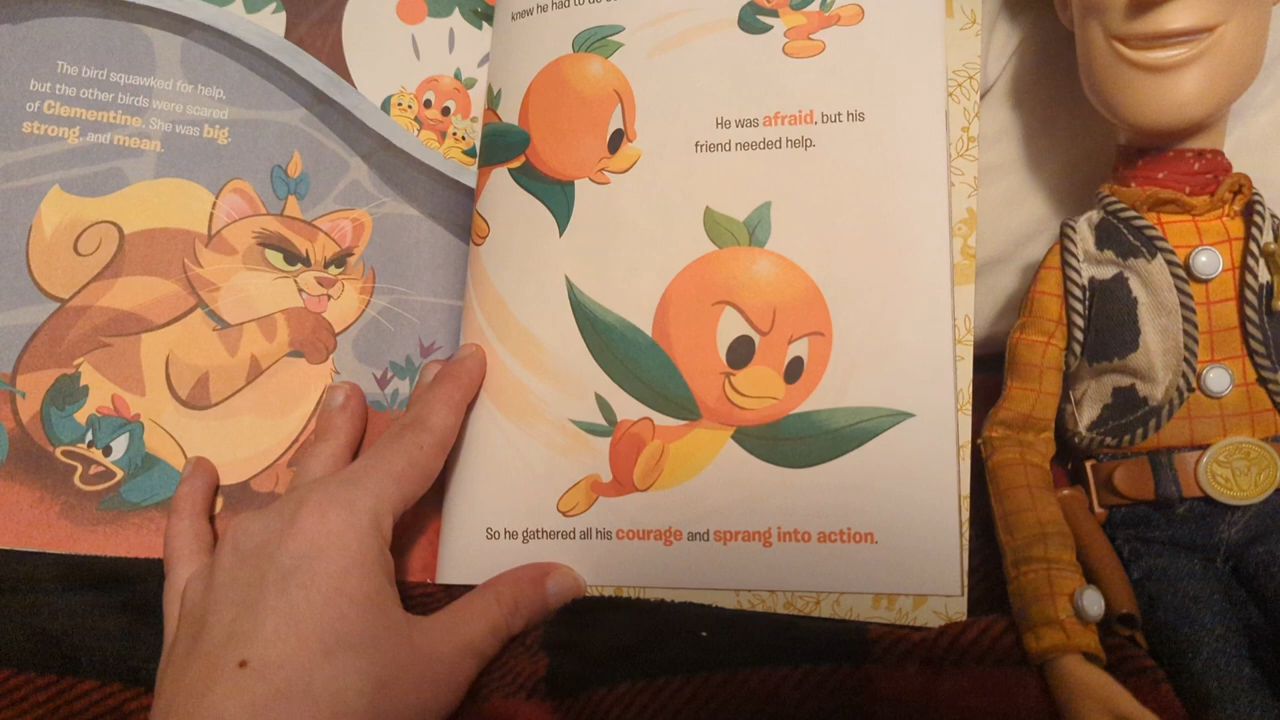 The bird squawked for help,
but the other birds were scared
of Clementine. She was big,
strong, and mean.
knew he had to do
He was afraid, but his
friend needed help.
So he gathered all his courage and sprang into action.